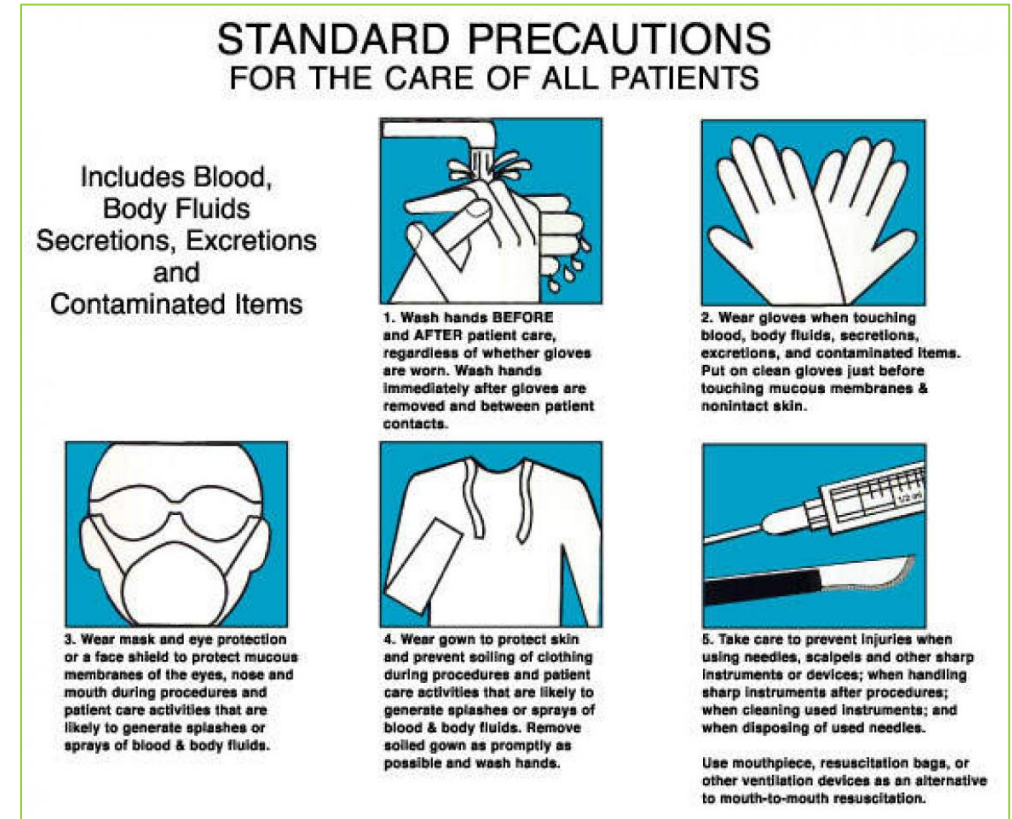 STANDARD PRECAUTIONS
FOR THE CARE OF ALL PATIENTS
Includes Blood,
Body Fluids
Secretions, Excretions
and
Contaminated Items
1. Wash hands BEFORE
and AFTER patient care,
regardless of whether gloves
are worn. Wash hands
immediately after gloves are
removed and between patient
contacts.
2. Wear gloves when touching
blood, body fluids, secretions,
excretions, and contaminated items.
Put on clean gloves just before
touching mucous membranes &
nonintact skin.
3. Wear mask and eye protection
or a face shield to protect mucous
membranes of the eyes, nose and
mouth during procedures and
patient care activities that are
likely to generate splashes or
sprays of blood & body fluids.
4. Wear gown to protect skin
and prevent soiling of clothing
during procedures and patient
care activities that are likely to
generate splashes or sprays of
blood & body fluids. Remove
soiled gown as promptly as
possible and wash hands.
1/2 ml
5. Take care to prevent injuries when
using needles, scalpels and other sharp
instruments or devices; when handling
sharp instruments after procedures;
when cleaning used instruments; and
when disposing of used needles.
Use mouthpiece, resuscitation bags, or
other ventilation devices as an alternative
to mouth-to-mouth resuscitation.